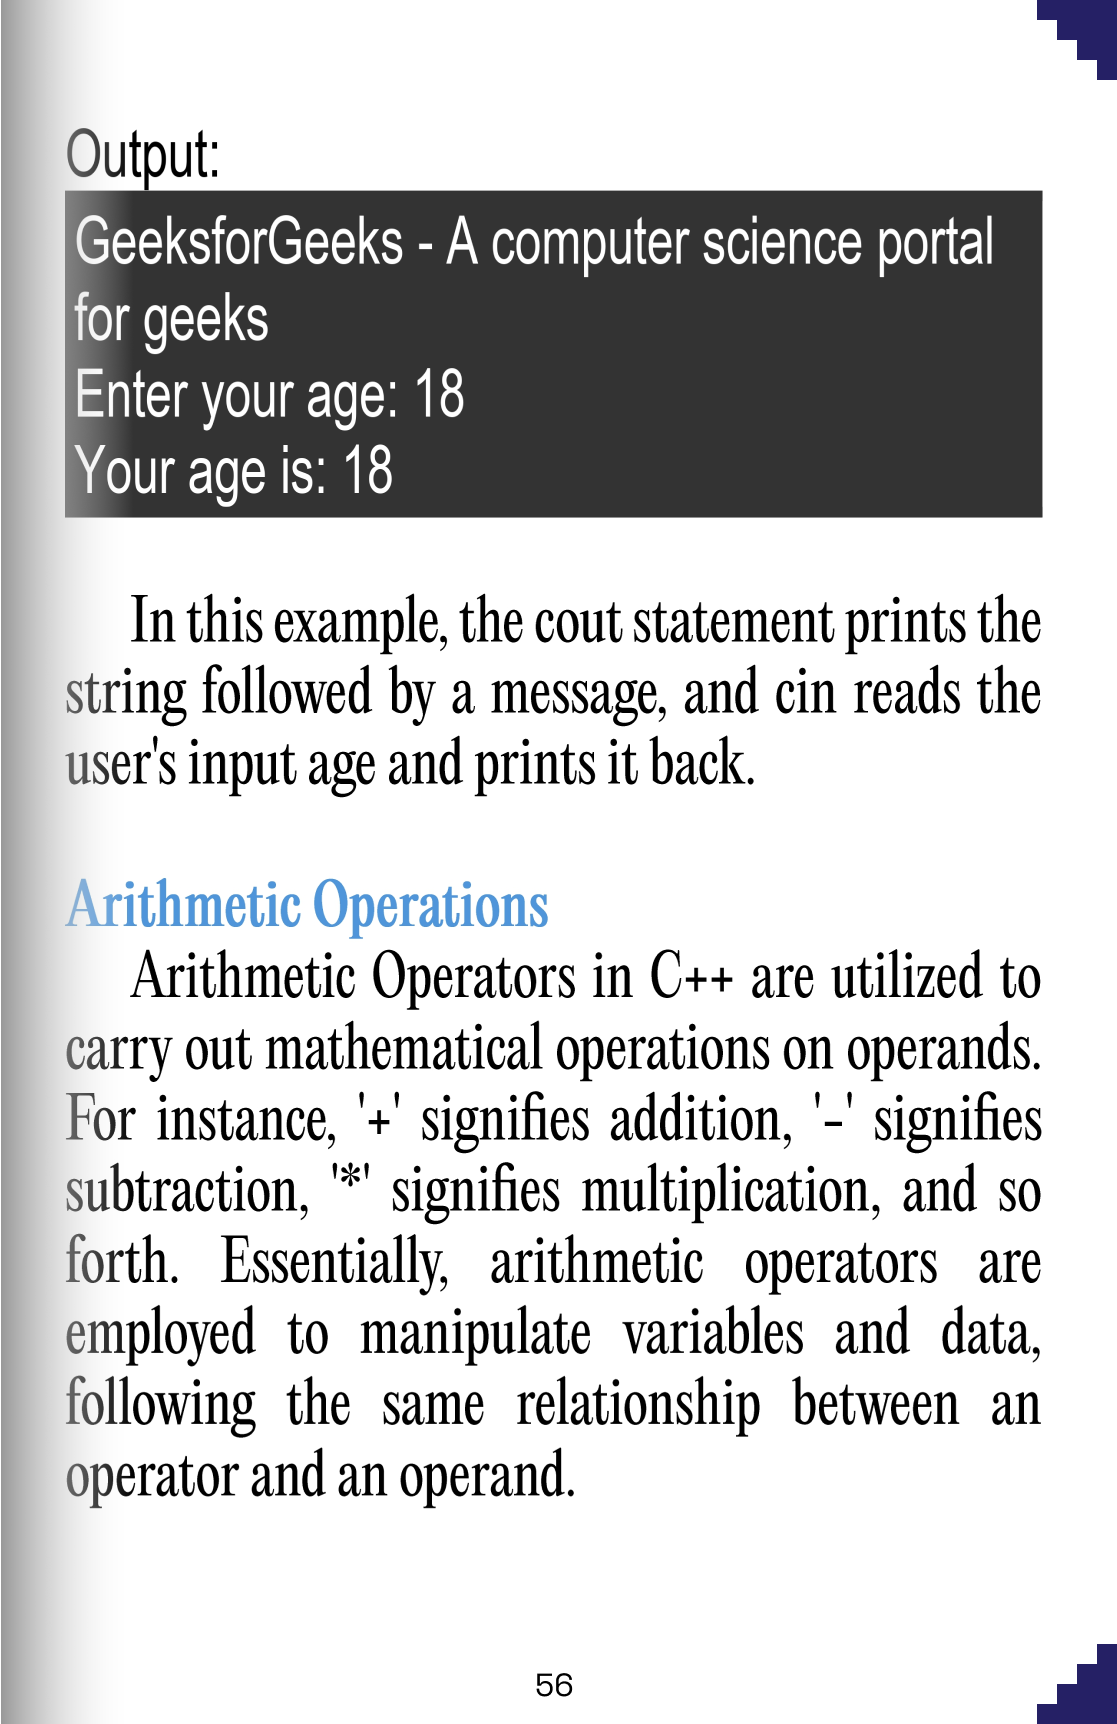 Output:
GeeksforGeeks - A computer science portal
for geeks
Enter your age: 18
Your age is: 18
In this example, the cout statement prints the
string followed by a message, and cin reads the
user's input age and prints it back.
Arithmetic Operations
Arithmetic Operators in C++ are utilized to
carry out mathematical operations on operands.
For instance, '+' signifies addition, '-' signifies
subtraction, '*' signifies multiplication, and so
forth. Essentially, arithmetic operators are
employed to manipulate variables and data,
following the same relationship between an
operator and an operand.
56